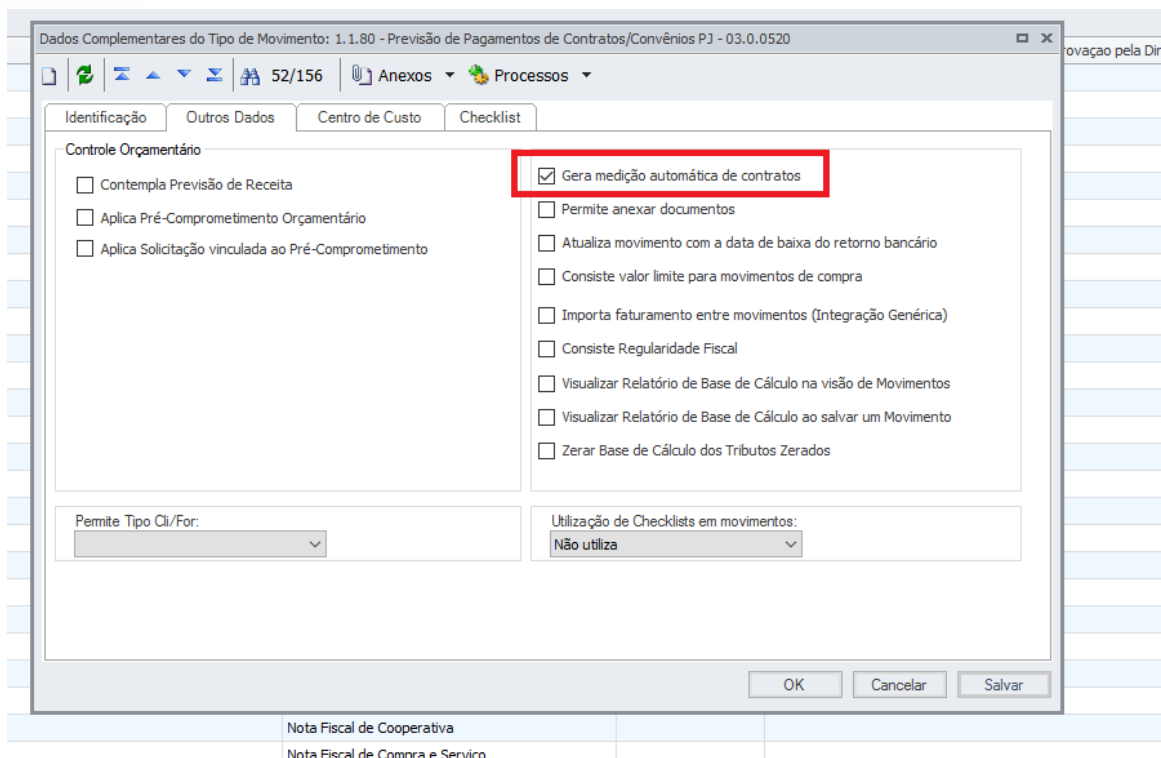 Dados Complementares do Tipo de Movimento: 1.1.80 - Previsão de Pagamentos de Contratos/Convênios PJ - 03.0.0520
rovaçao pela Dir
52/156 Anexos Processos
Identificação Outros Dados Centro de Custo Checklist
Controle Orçamentário
Contempla Previsão de Receita
Aplica Pré-Comprometimento Orçamentário
Aplica Solicitação vinculada ao Pré-Comprometimento
Gera medição automática de contratos
Permite anexar documentos
Atualiza movimento com a data de baixa do retorno bancário
Consiste valor limite para movimentos de compra
Importa faturamento entre movimentos (Integração Genérica)
Consiste Regularidade Fiscal
Visualizar Relatório de Base de Cálculo na visão de Movimentos
Visualizar Relatório de Base de Cálculo ao salvar um Movimento
Zerar Base de Cálculo dos Tributos Zerados
Permite Tipo Cli/For:
Utilização de Checklists em movimentos:
Não utiliza
OK Cancelar Salvar
Nota Fiscal de Cooperativa
Nota Fiscal de Compra e Serviço